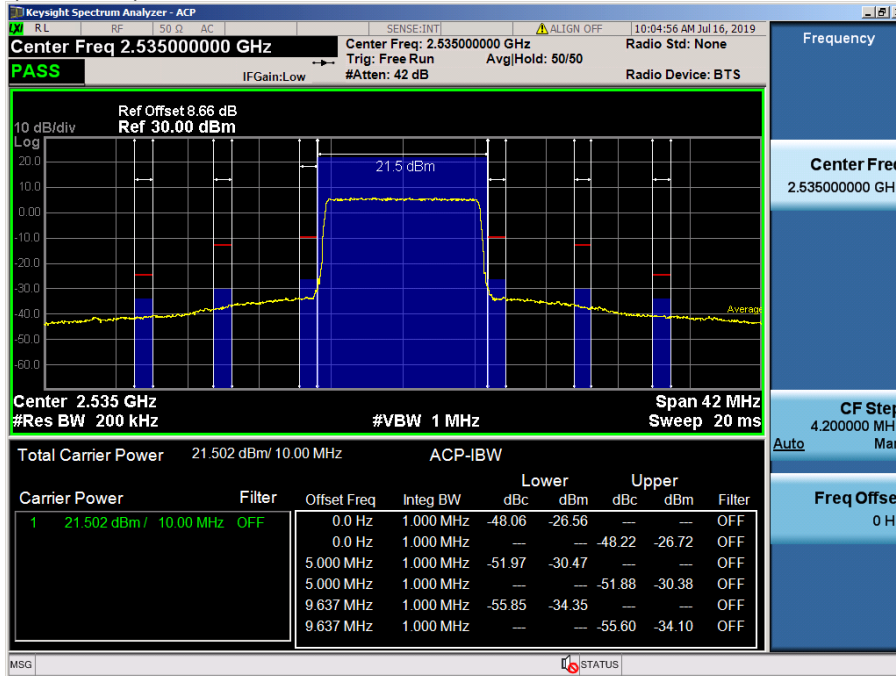 Keysight Spectrum Analyzer - ACP
LXI RL RF 50 Ω AC SENSE:INT ALIGN OFF 10:04:56 AM Jul 16, 2019
Center Freq 2.535000000 GHz Center Freq: 2.535000000 GHz Radio Std: None
Trig: Free Run Avg|Hold: 50/50
PASS IFGain:Low #Atten: 42 dB Radio Device: BTS
Frequency
Ref Offset 8.66 dB
10 dB/div Ref 30.00 dBm
Log
20.0
21.5 dBm
10.0
0.00
-10.0
-20.0
-30.0
-40.0
Average
-50.0
-60.0
Center 2.535 GHz Span 42 MHz
#Res BW 200 kHz #VBW 1 MHz Sweep 20 ms
Center Fre
2.535000000 GH
CF Step
4.200000 MH
Auto Ma
Freq Offse
0 H
Total Carrier Power 21.502 dBm/ 10.00 MHz ACP-IBW
Lower Upper
Carrier Power Filter Offset Freq Integ BW dBc dBm dBc dBm Filter
1 21.502 dBm / 10.00 MHz OFF 0.0 Hz 1.000 MHz -48.06 -26.56 --- --- OFF
0.0 Hz 1.000 MHz --- --- -48.22 -26.72 OFF
5.000 MHz 1.000 MHz -51.97 -30.47 --- --- OFF
5.000 MHz 1.000 MHz --- --- -51.88 -30.38 OFF
9.637 MHz 1.000 MHz -55.85 -34.35 --- --- OFF
9.637 MHz 1.000 MHz --- --- -55.60 -34.10 OFF
MSG STATUS